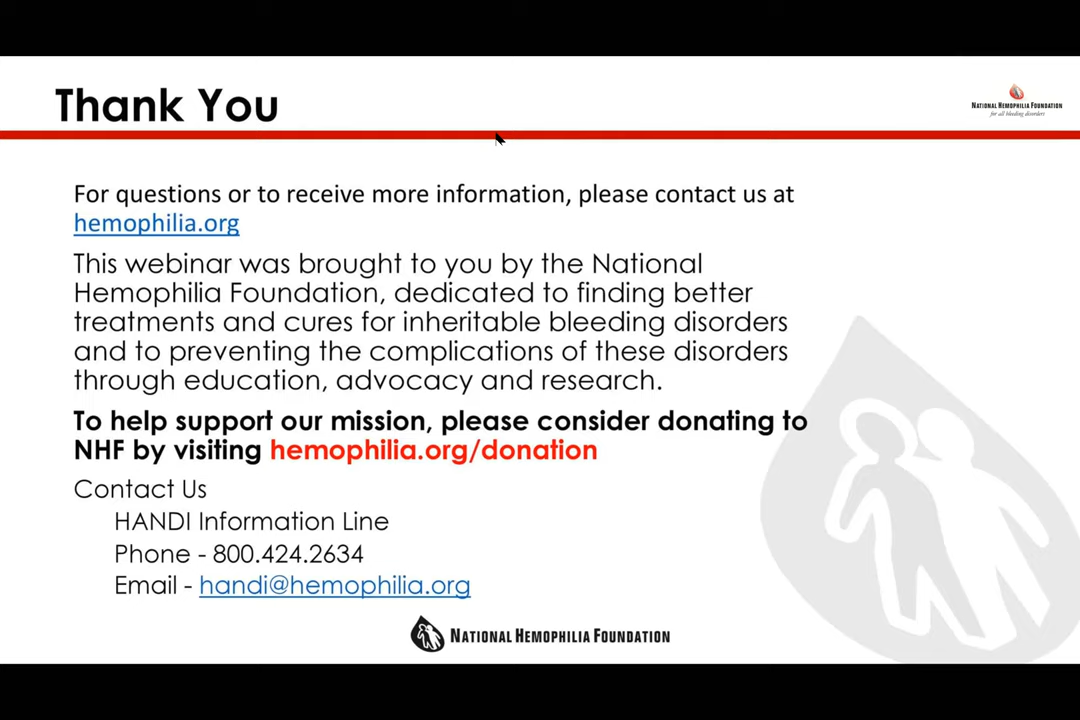 Thank You
NATIONAL HEMOPHILIA FOUNDATION
for all bleeding disorders
For questions or to receive more information, please contact us at
hemophilia.org
This webinar was brought to you by the National
Hemophilia Foundation, dedicated to finding better
treatments and cures for inheritable bleeding disorders
and to preventing the complications of these disorders
through education, advocacy and research.
To help support our mission, please consider donating to
NHF by visiting hemophilia.org/donation
Contact Us
HANDI Information Line
Phone - 800.424.2634
Email - handi@hemophilia.org
NATIONAL HEMOPHILIA FOUNDATION